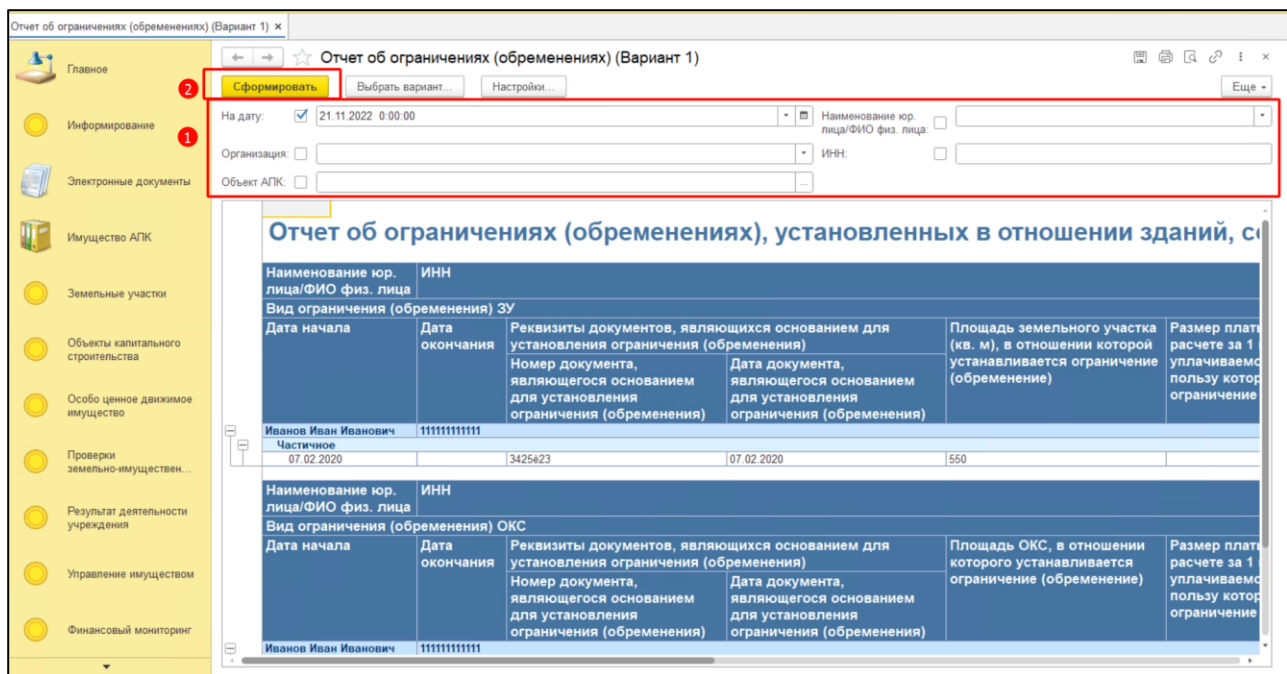 Отчет об ограничениях (обременениях) (Вариант 1) ×
Главное
Информирование
Электронные документы
Имущество АПК
Земельные участки
Объекты капитального
строительства
Особо ценное движимое
имущество
Проверки
земельно-имуществен...
Результат деятельности
учреждения
Управление имуществом
Финансовый мониторинг
Отчет об ограничениях (обременениях) (Вариант 1)
2
Сформировать Выбрать вариант... Настройки... Еще
1
На дату: 21.11.2022 0:00:00
Наименование юр.
лица/ФИО физ. лица:
Организация: ИНН:
Объект АПК:
Отчет об ограничениях (обременениях), установленных в отношении зданий, с
Наименование юр.
лица/ФИО физ. лица
ИНН
Вид ограничения (обременения) ЗУ
Дата начала
Дата
окончания
Реквизиты документов, являющихся основанием для
установления ограничения (обременения)
Номер документа,
являющегося основанием
для установления
ограничения (обременения)
Дата документа,
являющегося основанием
для установления
ограничения (обременения)
Площадь земельного участка
(кв. м), в отношении которой
устанавливается ограничение
(обременение)
Размер плат
расчете за 1
уплачиваемо
пользу котор
ограничение
Иванов Иван Иванович 111111111111
Частичное
07.02.2020 3425ё23 07.02.2020 550
Наименование юр.
лица/ФИО физ. лица
ИНН
Вид ограничения (обременения) ОКС
Дата начала
Дата
окончания
Реквизиты документов, являющихся основанием для
установления ограничения (обременения)
Номер документа,
являющегося основанием
для установления
ограничения (обременения)
Дата документа,
являющегося основанием
для установления
ограничения (обременения)
Площадь ОКС, в отношении
которого устанавливается
ограничение (обременение)
Размер плат
расчете за 1
уплачиваемо
пользу котор
ограничение
Иванов Иван Иванович 111111111111